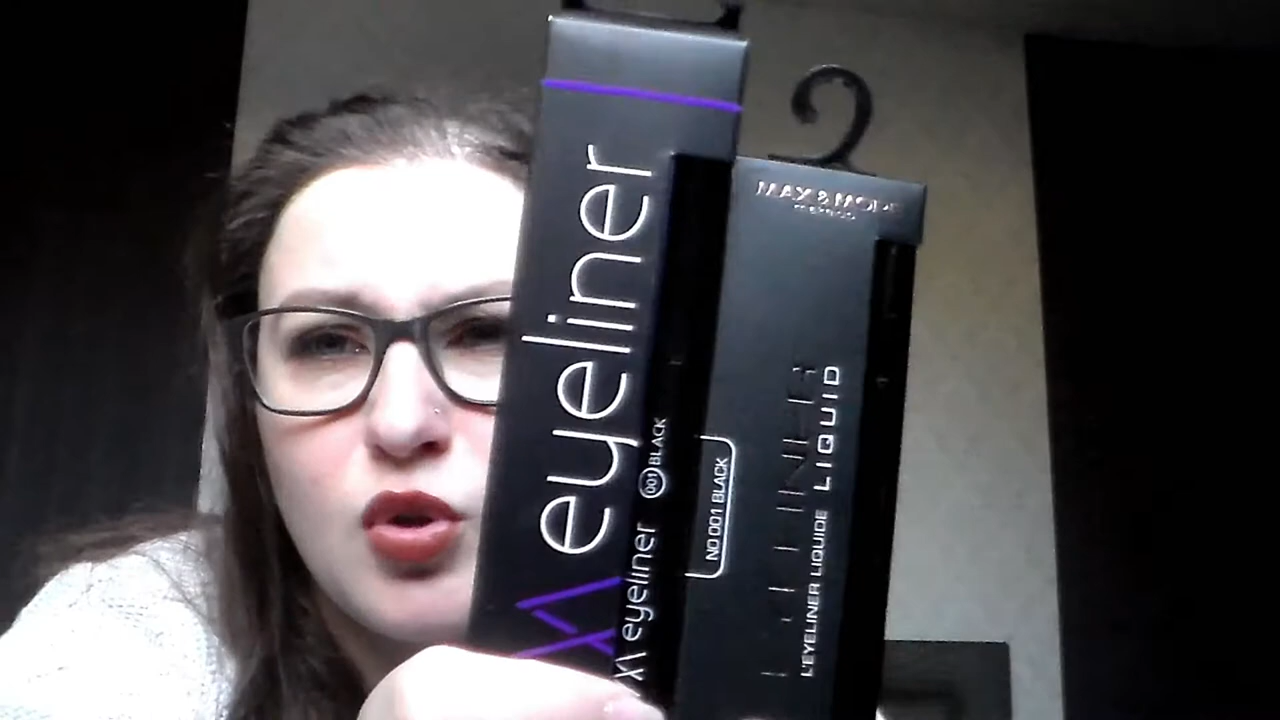 eyeliner
eyeliner 001 BLACK
NO 001 BLACK
MAX & MORE
LIQUID
L'EYELINER LIQUIDE